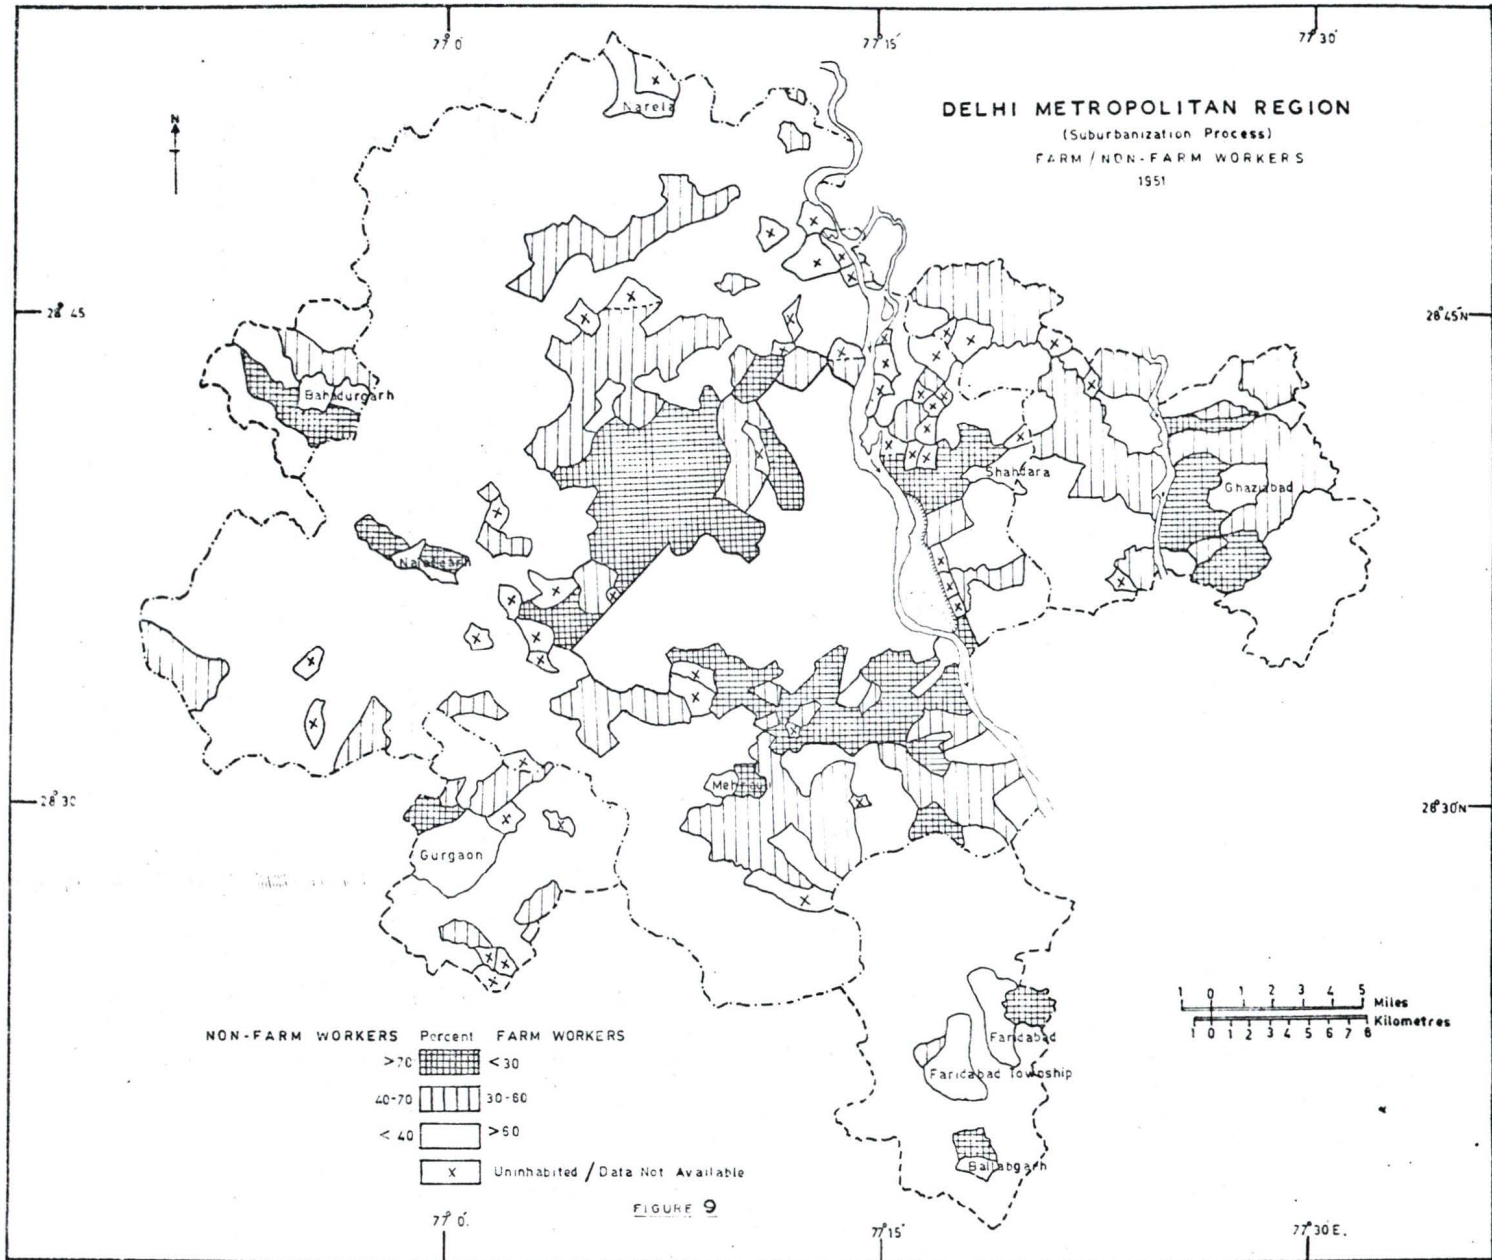 77° 0'
77° 15'
77° 30'
N
DELHI METROPOLITAN REGION
(Suburbanization Process)
FARM / NON-FARM WORKERS
1951
Narela
28° 45
28° 45'N
Bahadurgarh
Shahdara
Ghaziabad
Najafgarh
28° 30
Mehrauli
28° 30'N
Gurgaon
1 0 1 2 3 4 5 Miles
1 0 1 2 3 4 5 6 7 8 Kilometres
Faridabad
Faridabad Township
Ballabgarh
NON-FARM WORKERS Percent FARM WORKERS
>70 <30
40-70 30-60
< 40 >60
x Uninhabited / Data Not Available
FIGURE 9
77° 0'.
77° 15'
77° 30'E.